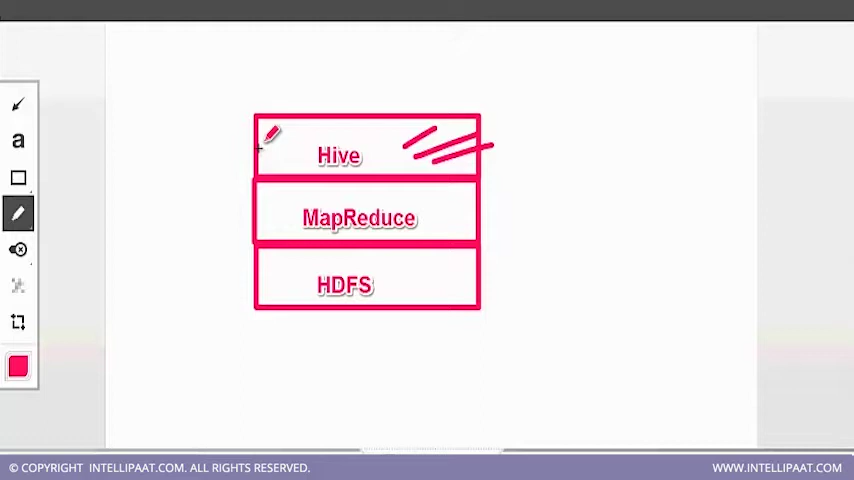 a
Hive
MapReduce
HDFS
© COPYRIGHT INTELLIPAAT.COM. ALL RIGHTS RESERVED.
WWW.INTELLIPAAT.COM